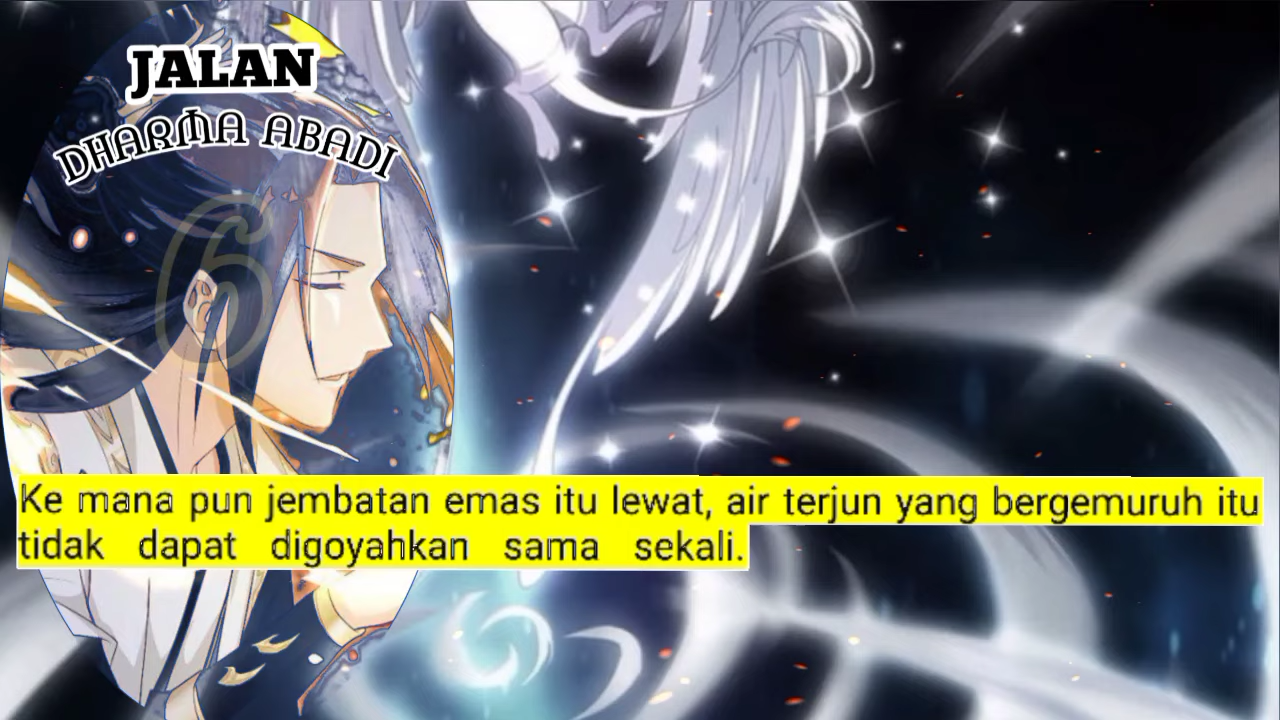 JALAN
DHARMA ABADI
6
Ke mana pun jembatan emas itu lewat, air terjun yang bergemuruh itu
tidak dapat digoyahkan sama sekali.